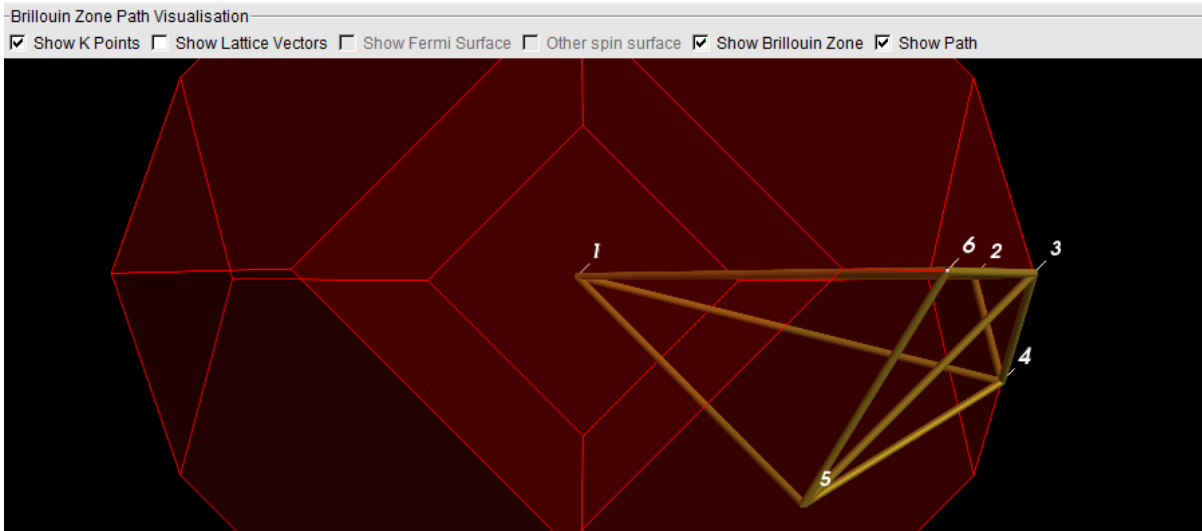 Brillouin Zone Path Visualisation
Show K Points Show Lattice Vectors Show Fermi Surface Other spin surface Show Brillouin Zone Show Path
1
6 2 3
4
5